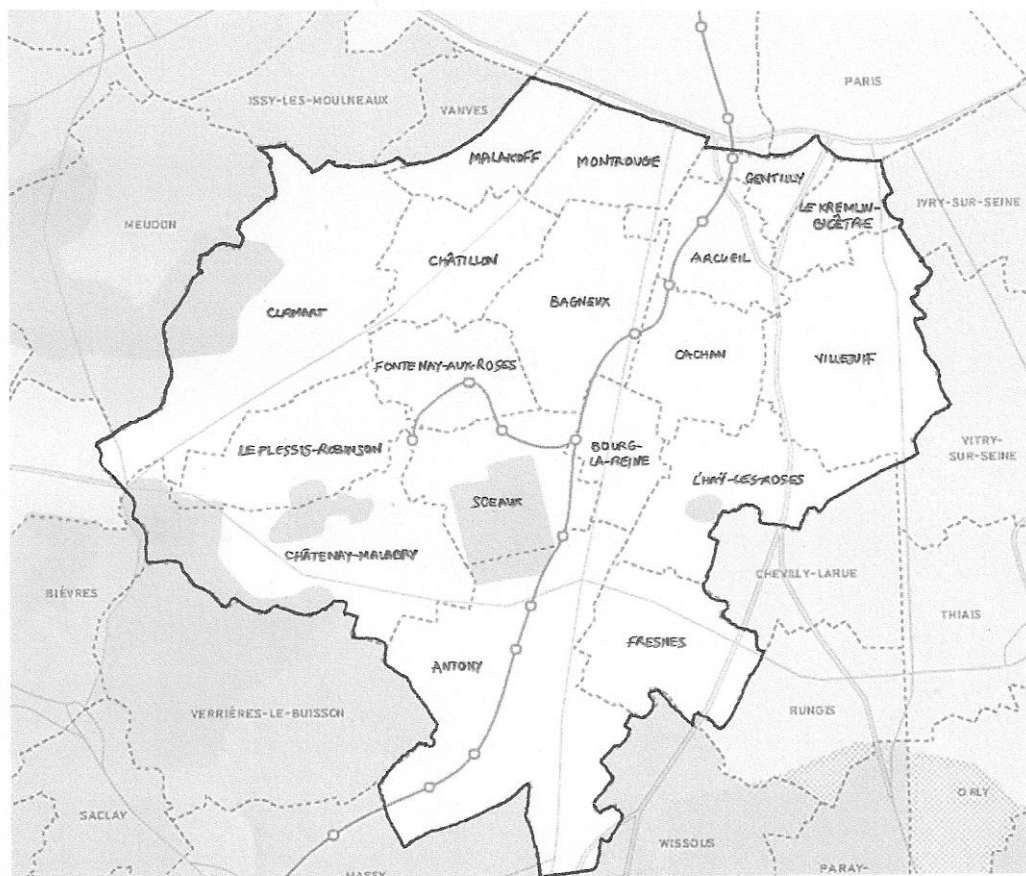 PARIS
ISSY-LES-MOULNEAUX
VANVES
MALAKOFF
MONTROUGE
GENTILLY
LE KREMLIN-
BICÊTRE
IVRY-SUR-SEINE
MEUDON
CHÂTILLON
ARCUEIL
CLAMART
BAGNEUX
CACHAN
VILLEJUIF
FONTENAY-AUX-ROSES
LE PLESSIS-ROBINSON
BOURG-
LA-REINE
VITRY-
SUR-SEINE
L'HAŸ-LES-ROSES
SCEAUX
CHÂTENAY-MALABRY
CHEVILLY-LARUE
BIÈVRES
THIAIS
ANTONY
FRESNES
VERRIÈRES-LE-BUISSON
RUNGIS
ORLY
SACLAY
WISSOUS
MASSY
PARAY-